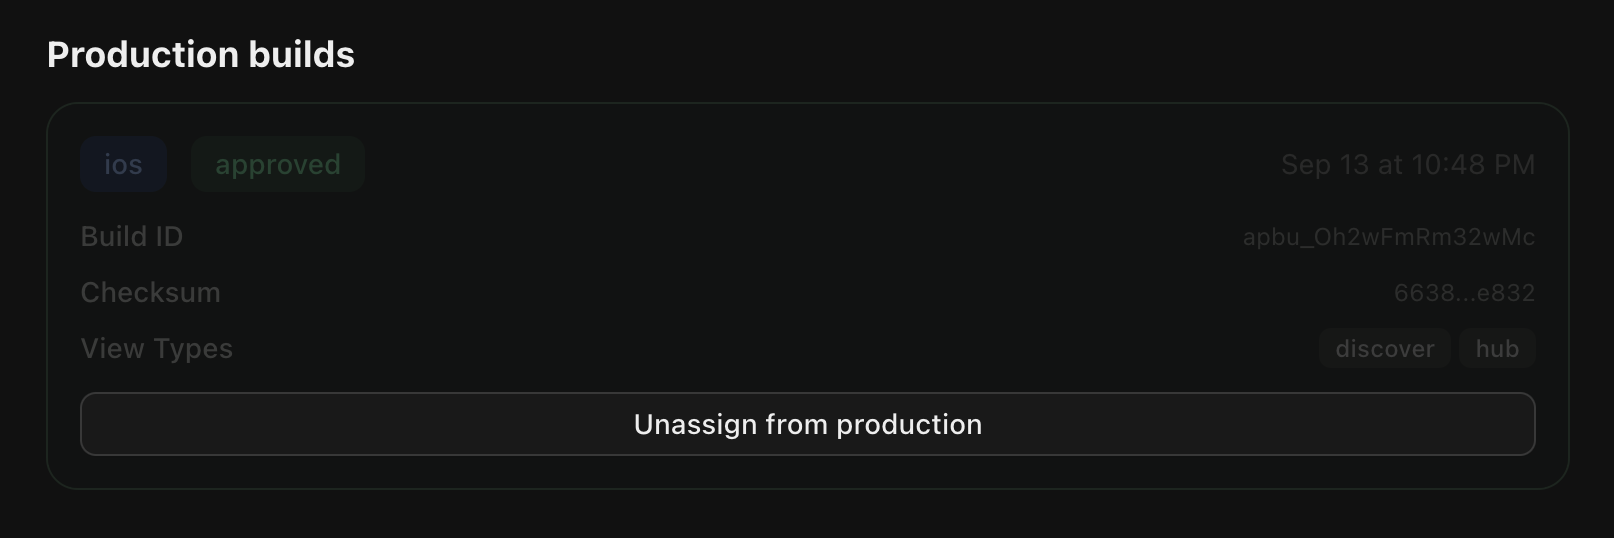 Production builds
ios approved Sep 13 at 10:48 PM
Build ID apbu_Oh2wFmRm32wMc
Checksum 6638...e832
View Types discover hub
Unassign from production